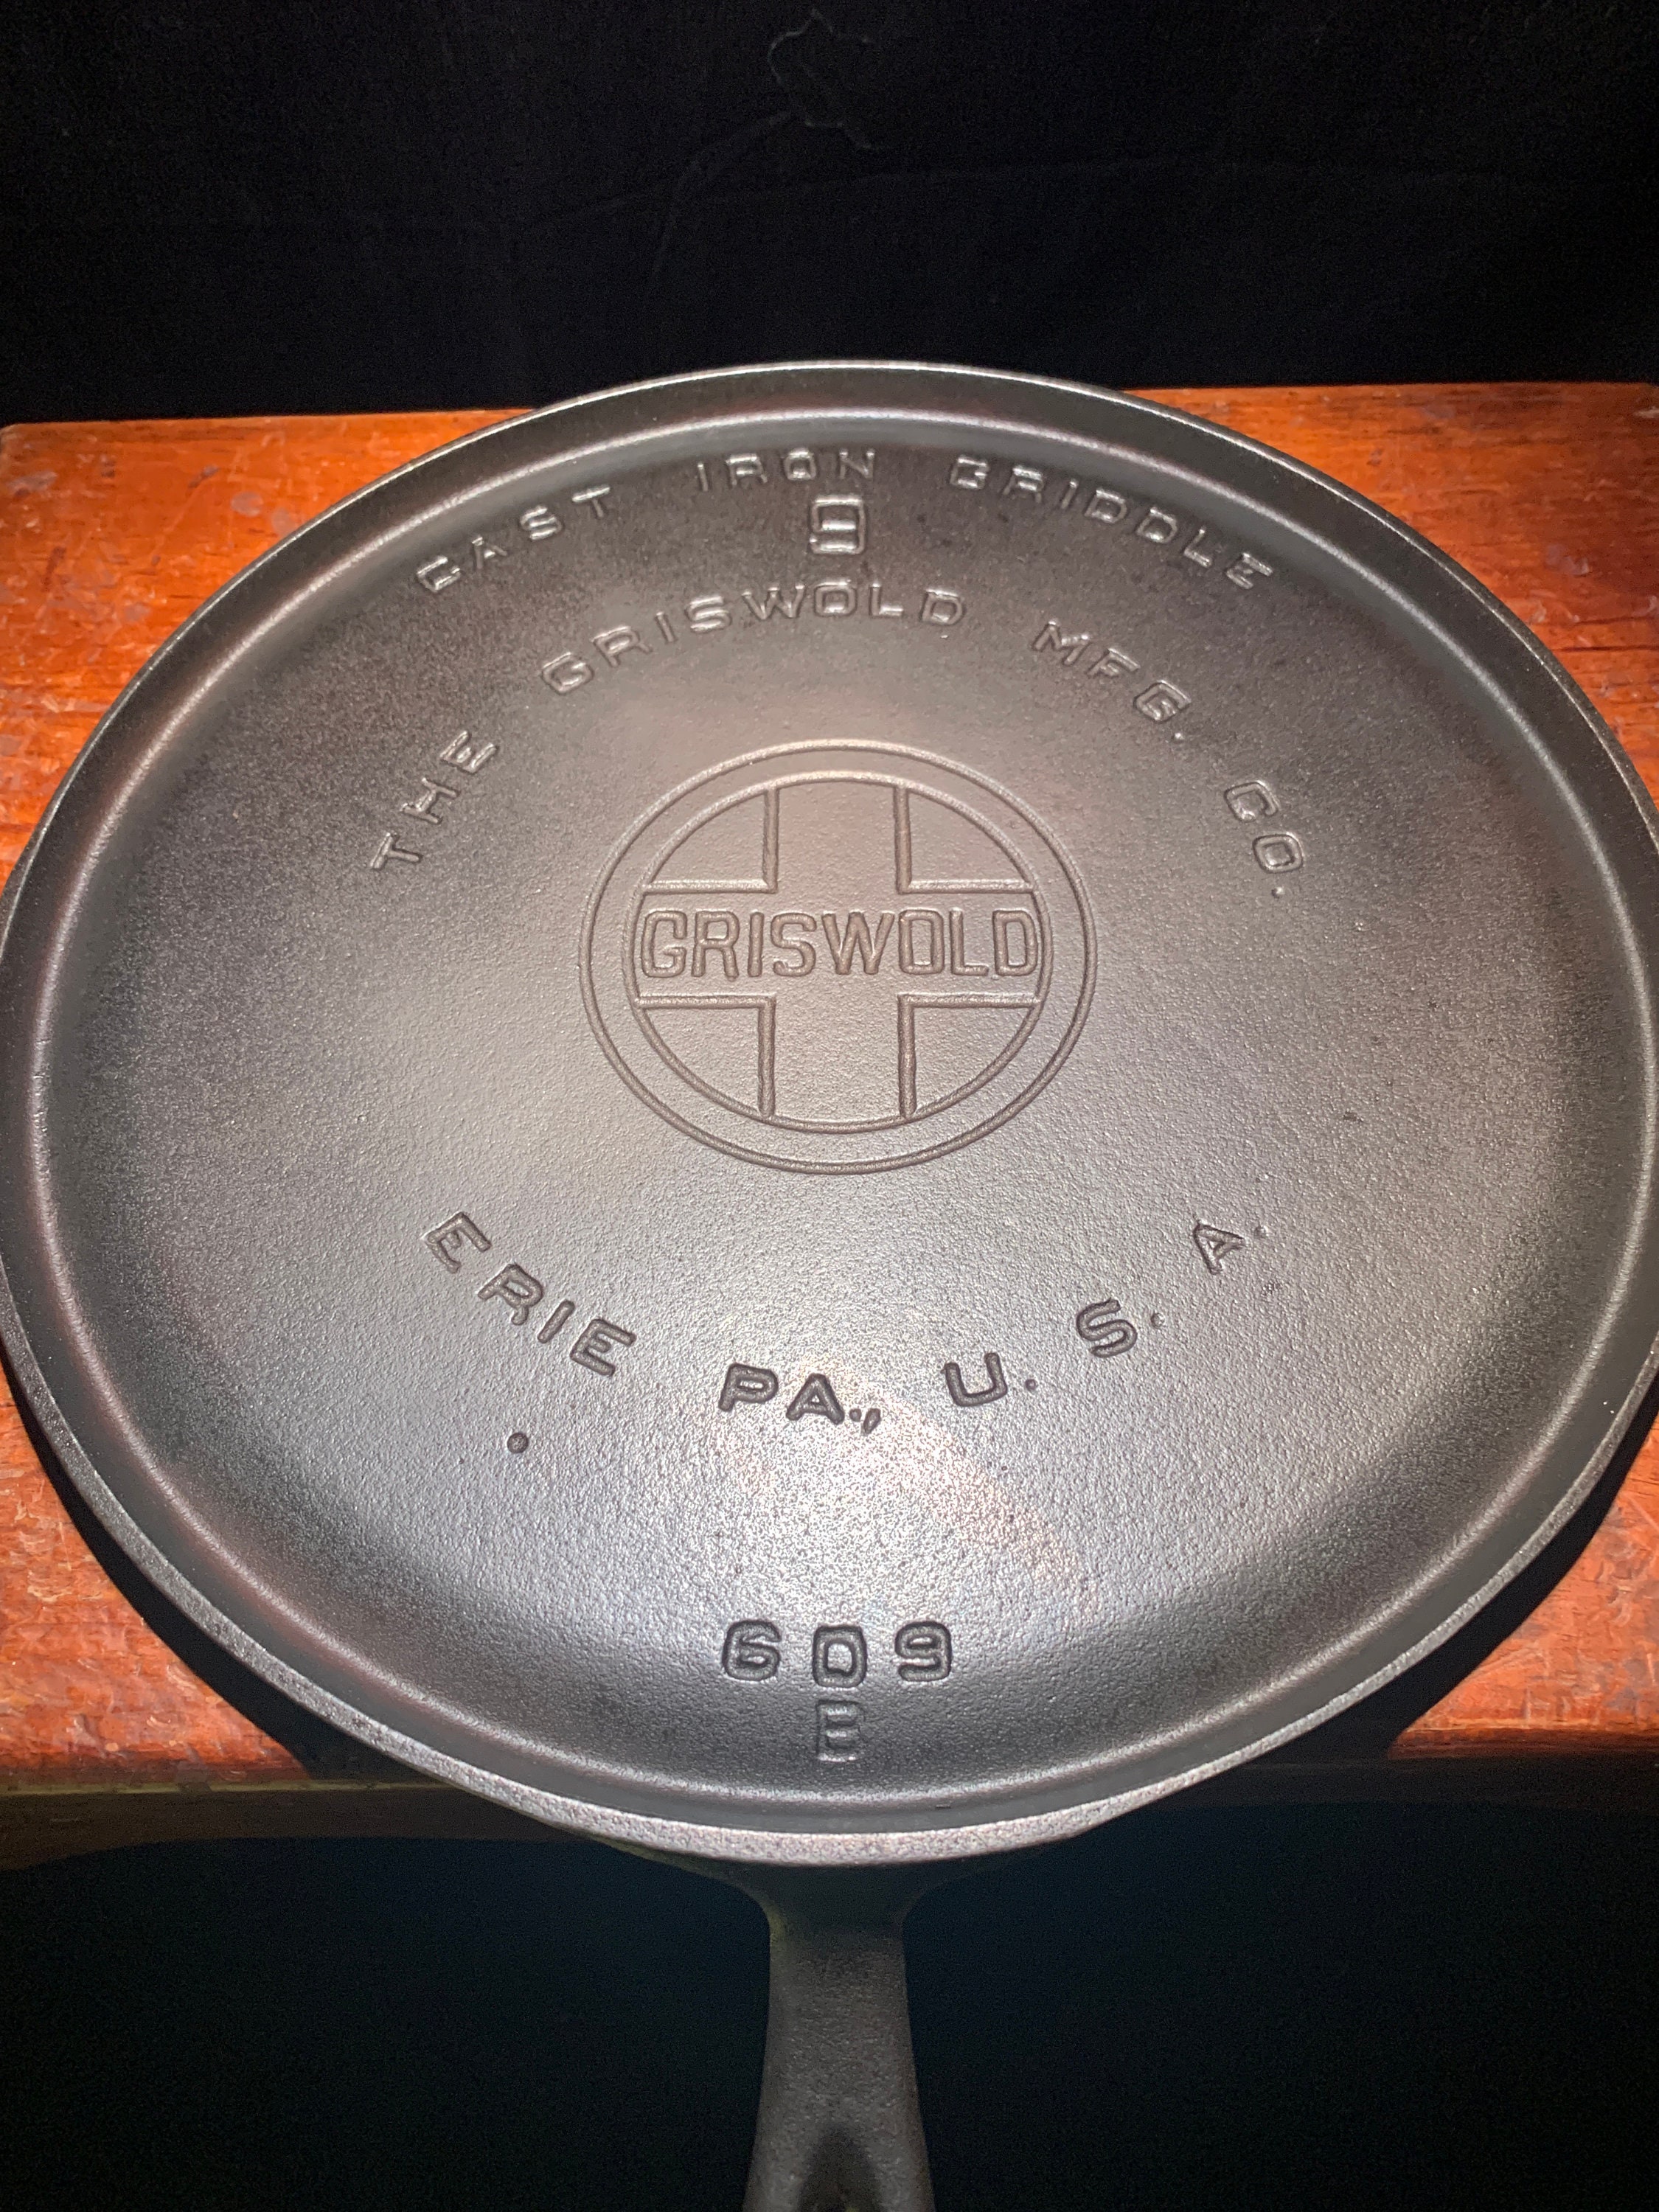 CAST IRON GRIDDLE
9
THE GRISWOLD MFG. CO.
GRISWOLD
ERIE PA., U.S.A.
609
E